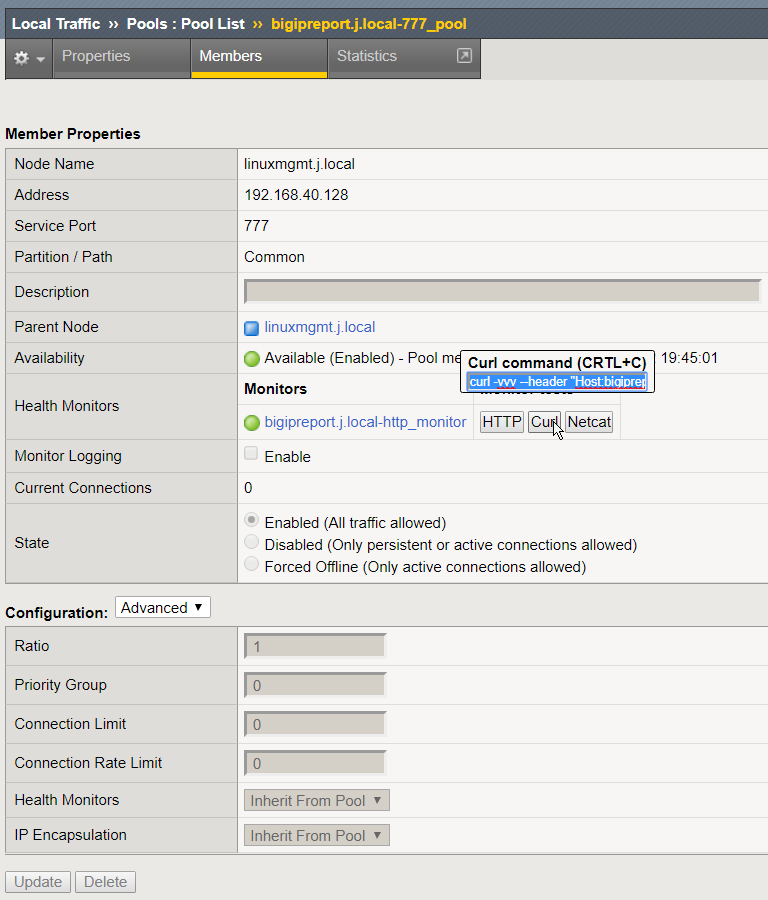 Local Traffic ›› Pools : Pool List ›› bigipreport.j.local-777_pool
Properties Members Statistics
Member Properties
Node Name linuxmgmt.j.local
Address 192.168.40.128
Service Port 777
Partition / Path Common
Description
Parent Node linuxmgmt.j.local
Availability Available (Enabled) - Pool me 19:45:01
Curl command (CRTL+C)
curl -vvv --header "Host:bigiprep
Health Monitors Monitors
bigipreport.j.local-http_monitor HTTP Curl Netcat
Monitor Logging Enable
Current Connections 0
State
Enabled (All traffic allowed)
Disabled (Only persistent or active connections allowed)
Forced Offline (Only active connections allowed)
Configuration: Advanced ▼
Ratio 1
Priority Group 0
Connection Limit 0
Connection Rate Limit 0
Health Monitors Inherit From Pool ▼
IP Encapsulation Inherit From Pool ▼
Update Delete